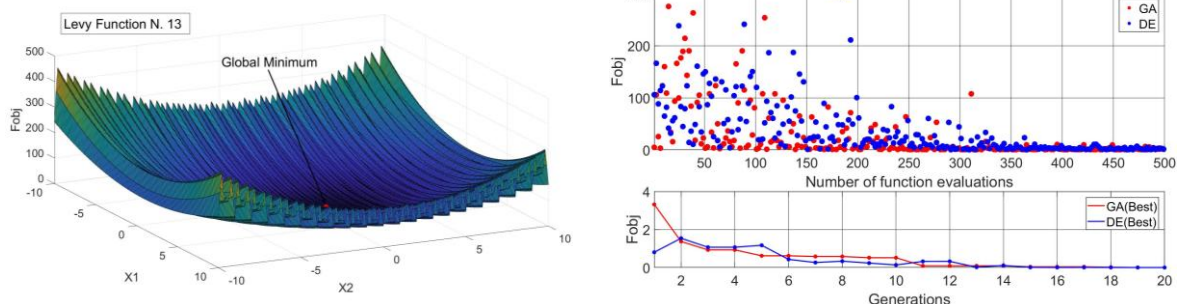 Levy Function N. 13
Global Minimum
500
400
300
200
100
0
Fobj
-10
-5
0
5
10
X1
-10
-5
0
5
10
X2
GA
DE
200
100
0
Fobj
50 100 150 200 250 300 350 400 450 500
Number of function evaluations
GA(Best)
DE(Best)
4
2
0
Fobj
2 4 6 8 10 12 14 16 18 20
Generations